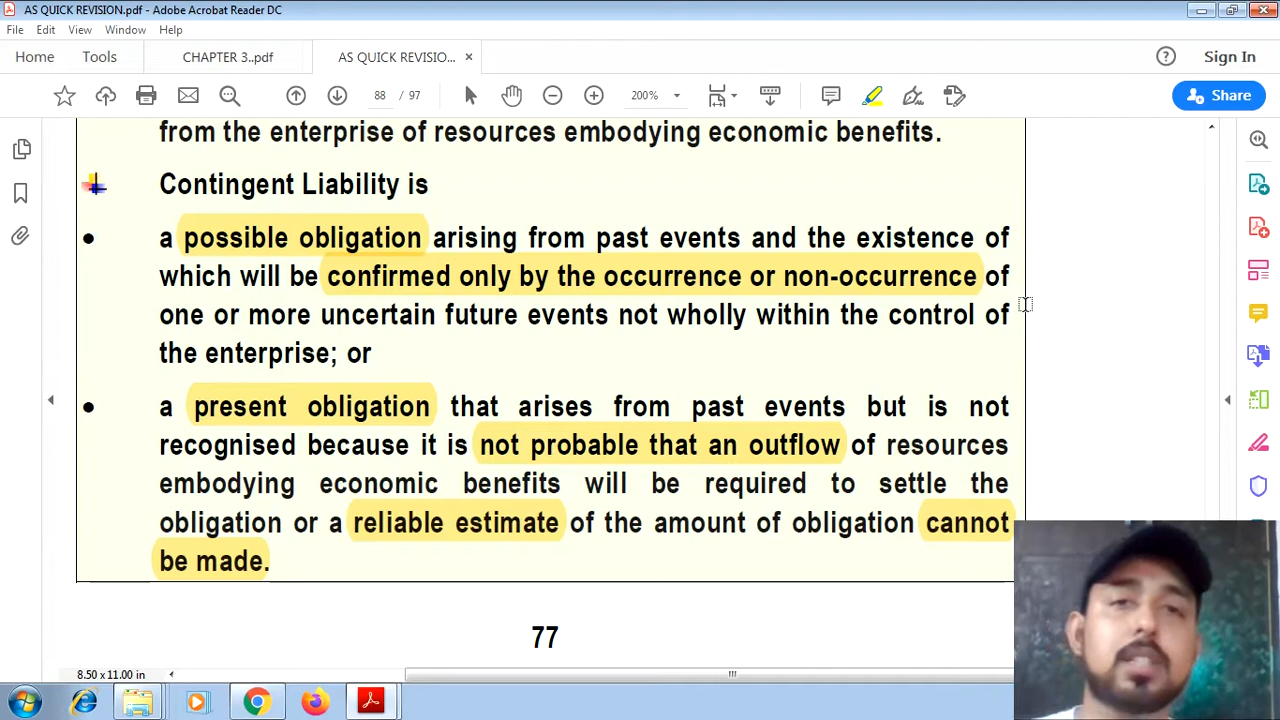 AS QUICK REVISION.pdf - Adobe Acrobat Reader DC
File Edit View Window Help
Home Tools CHAPTER 3..pdf AS QUICK REVISIO... × Sign In
88 / 97 200% Share
from the enterprise of resources embodying economic benefits.
Contingent Liability is
• a possible obligation arising from past events and the existence of
which will be confirmed only by the occurrence or non-occurrence of
one or more uncertain future events not wholly within the control of
the enterprise; or
• a present obligation that arises from past events but is not
recognised because it is not probable that an outflow of resources
embodying economic benefits will be required to settle the
obligation or a reliable estimate of the amount of obligation cannot
be made.
77
8.50 x 11.00 in